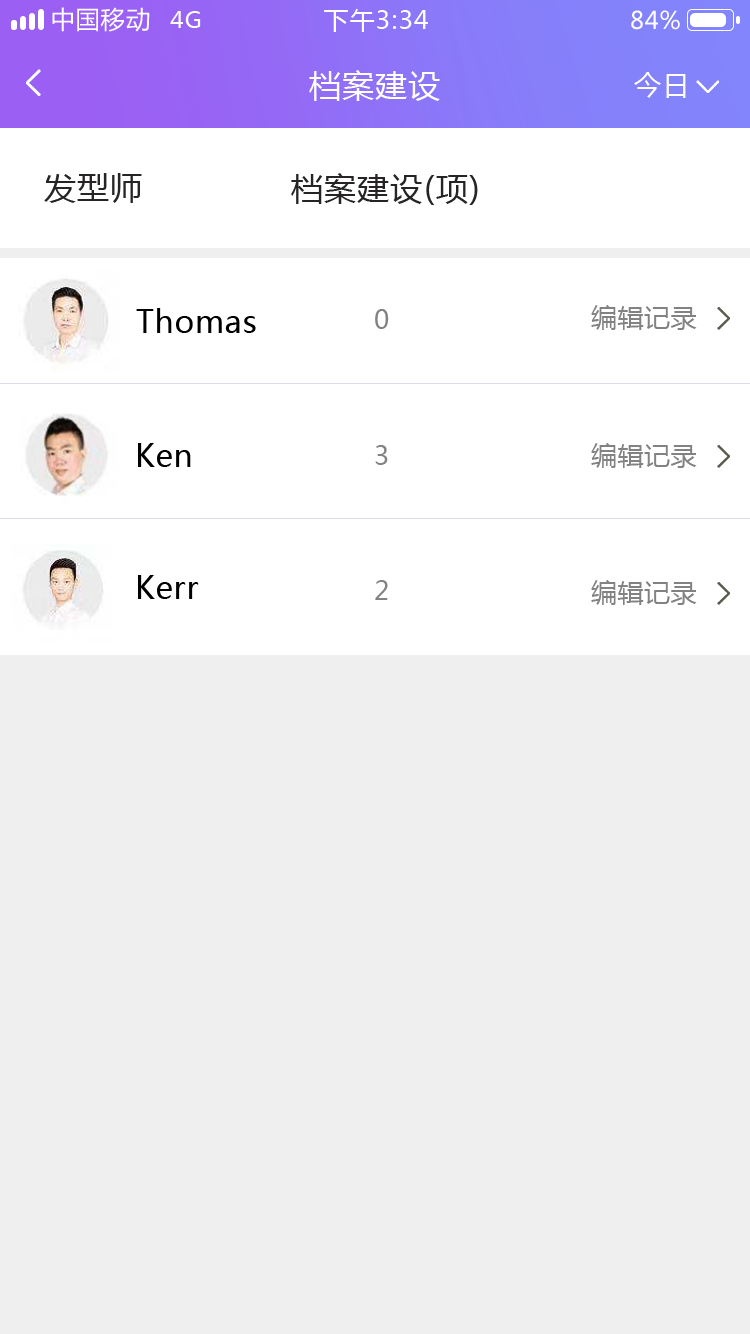 中国移动 4G 下午3:34 84%
档案建设 今日
发型师 档案建设(项)
Thomas 0 编辑记录
Ken 3 编辑记录
Kerr 2 编辑记录